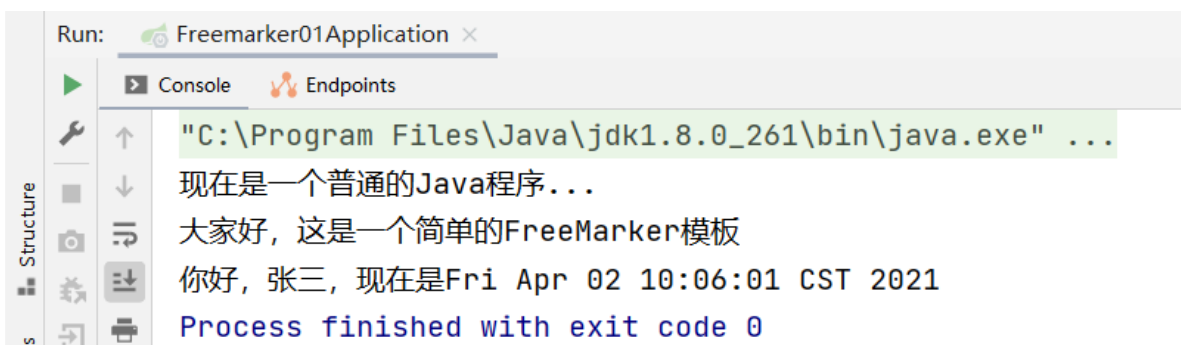 Run: Freemarker01Application ×
Console Endpoints
"C:\Program Files\Java\jdk1.8.0_261\bin\java.exe" ...
现在是一个普通的Java程序...
大家好，这是一个简单的FreeMarker模板
你好，张三，现在是Fri Apr 02 10:06:01 CST 2021
Process finished with exit code 0
Structure